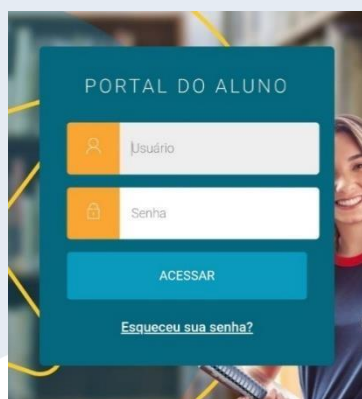 PORTAL DO ALUNO
Usuário
Senha
ACESSAR
Esqueceu sua senha?